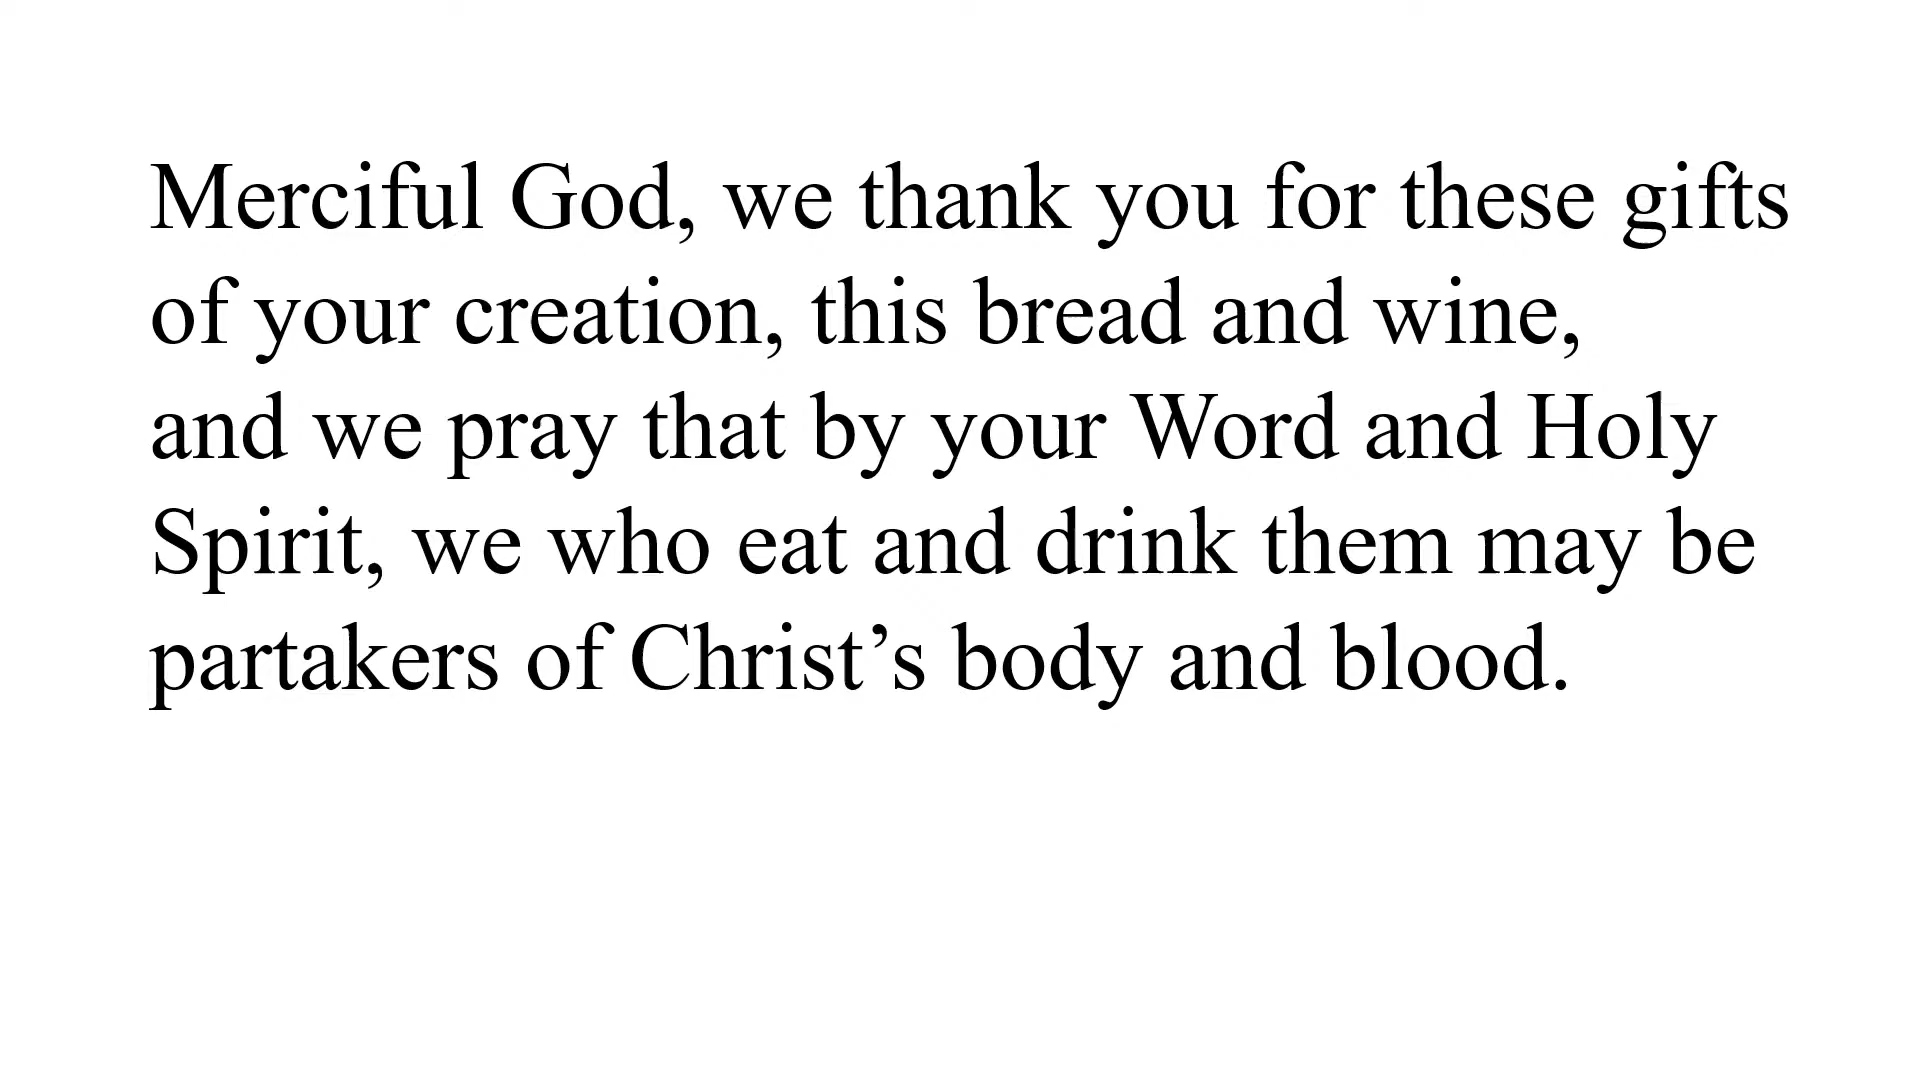 Merciful God, we thank you for these gifts
of your creation, this bread and wine,
and we pray that by your Word and Holy
Spirit, we who eat and drink them may be
partakers of Christ’s body and blood.